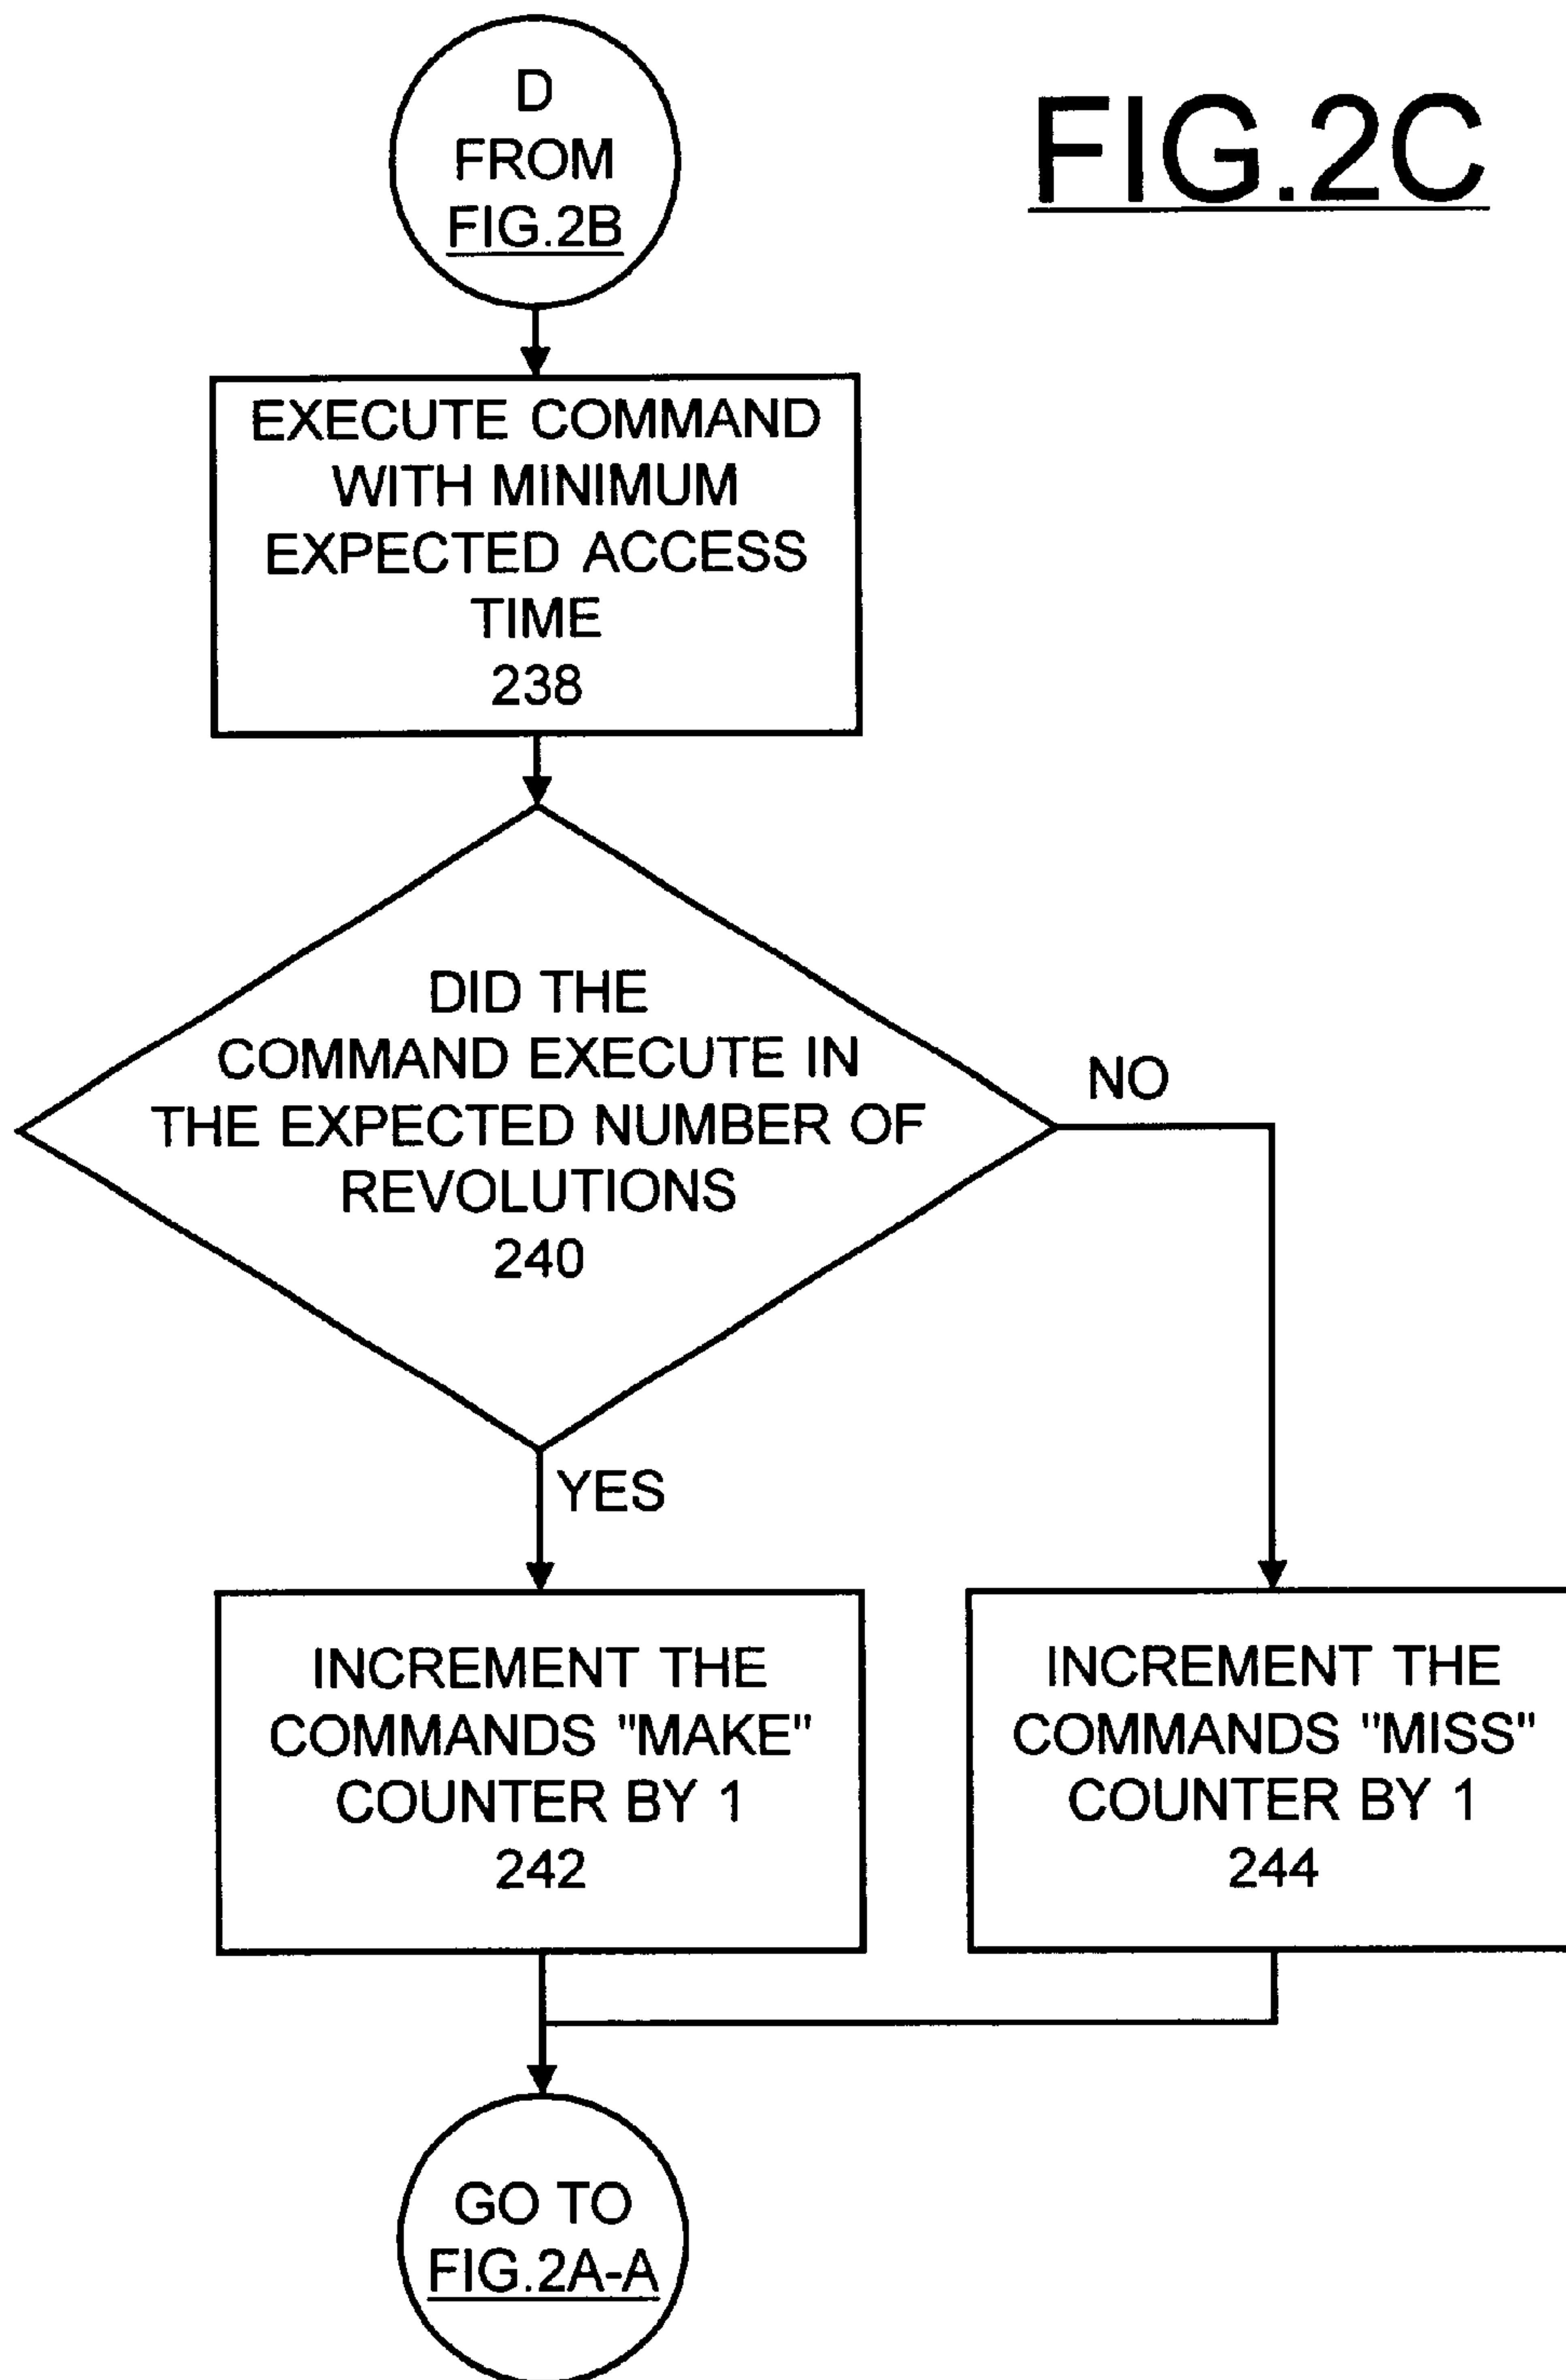 D
FROM
FIG.2B
FIG.2C
EXECUTE COMMAND
WITH MINIMUM
EXPECTED ACCESS
TIME
238
DID THE
COMMAND EXECUTE IN
THE EXPECTED NUMBER OF
REVOLUTIONS
240
NO
YES
INCREMENT THE
COMMANDS "MAKE"
COUNTER BY 1
242
INCREMENT THE
COMMANDS "MISS"
COUNTER BY 1
244
GO TO
FIG.2A-A